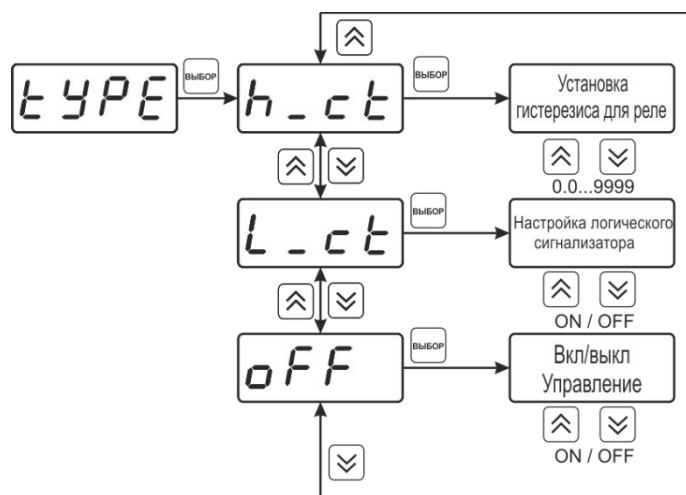 tYPE
ВЫБОР
h_ct
ВЫБОР
Установка
гистерезиса для реле
0.0...9999
L_ct
ВЫБОР
Настройка логического
сигнализатора
ON / OFF
oFF
ВЫБОР
Вкл/выкл
Управление
ON / OFF